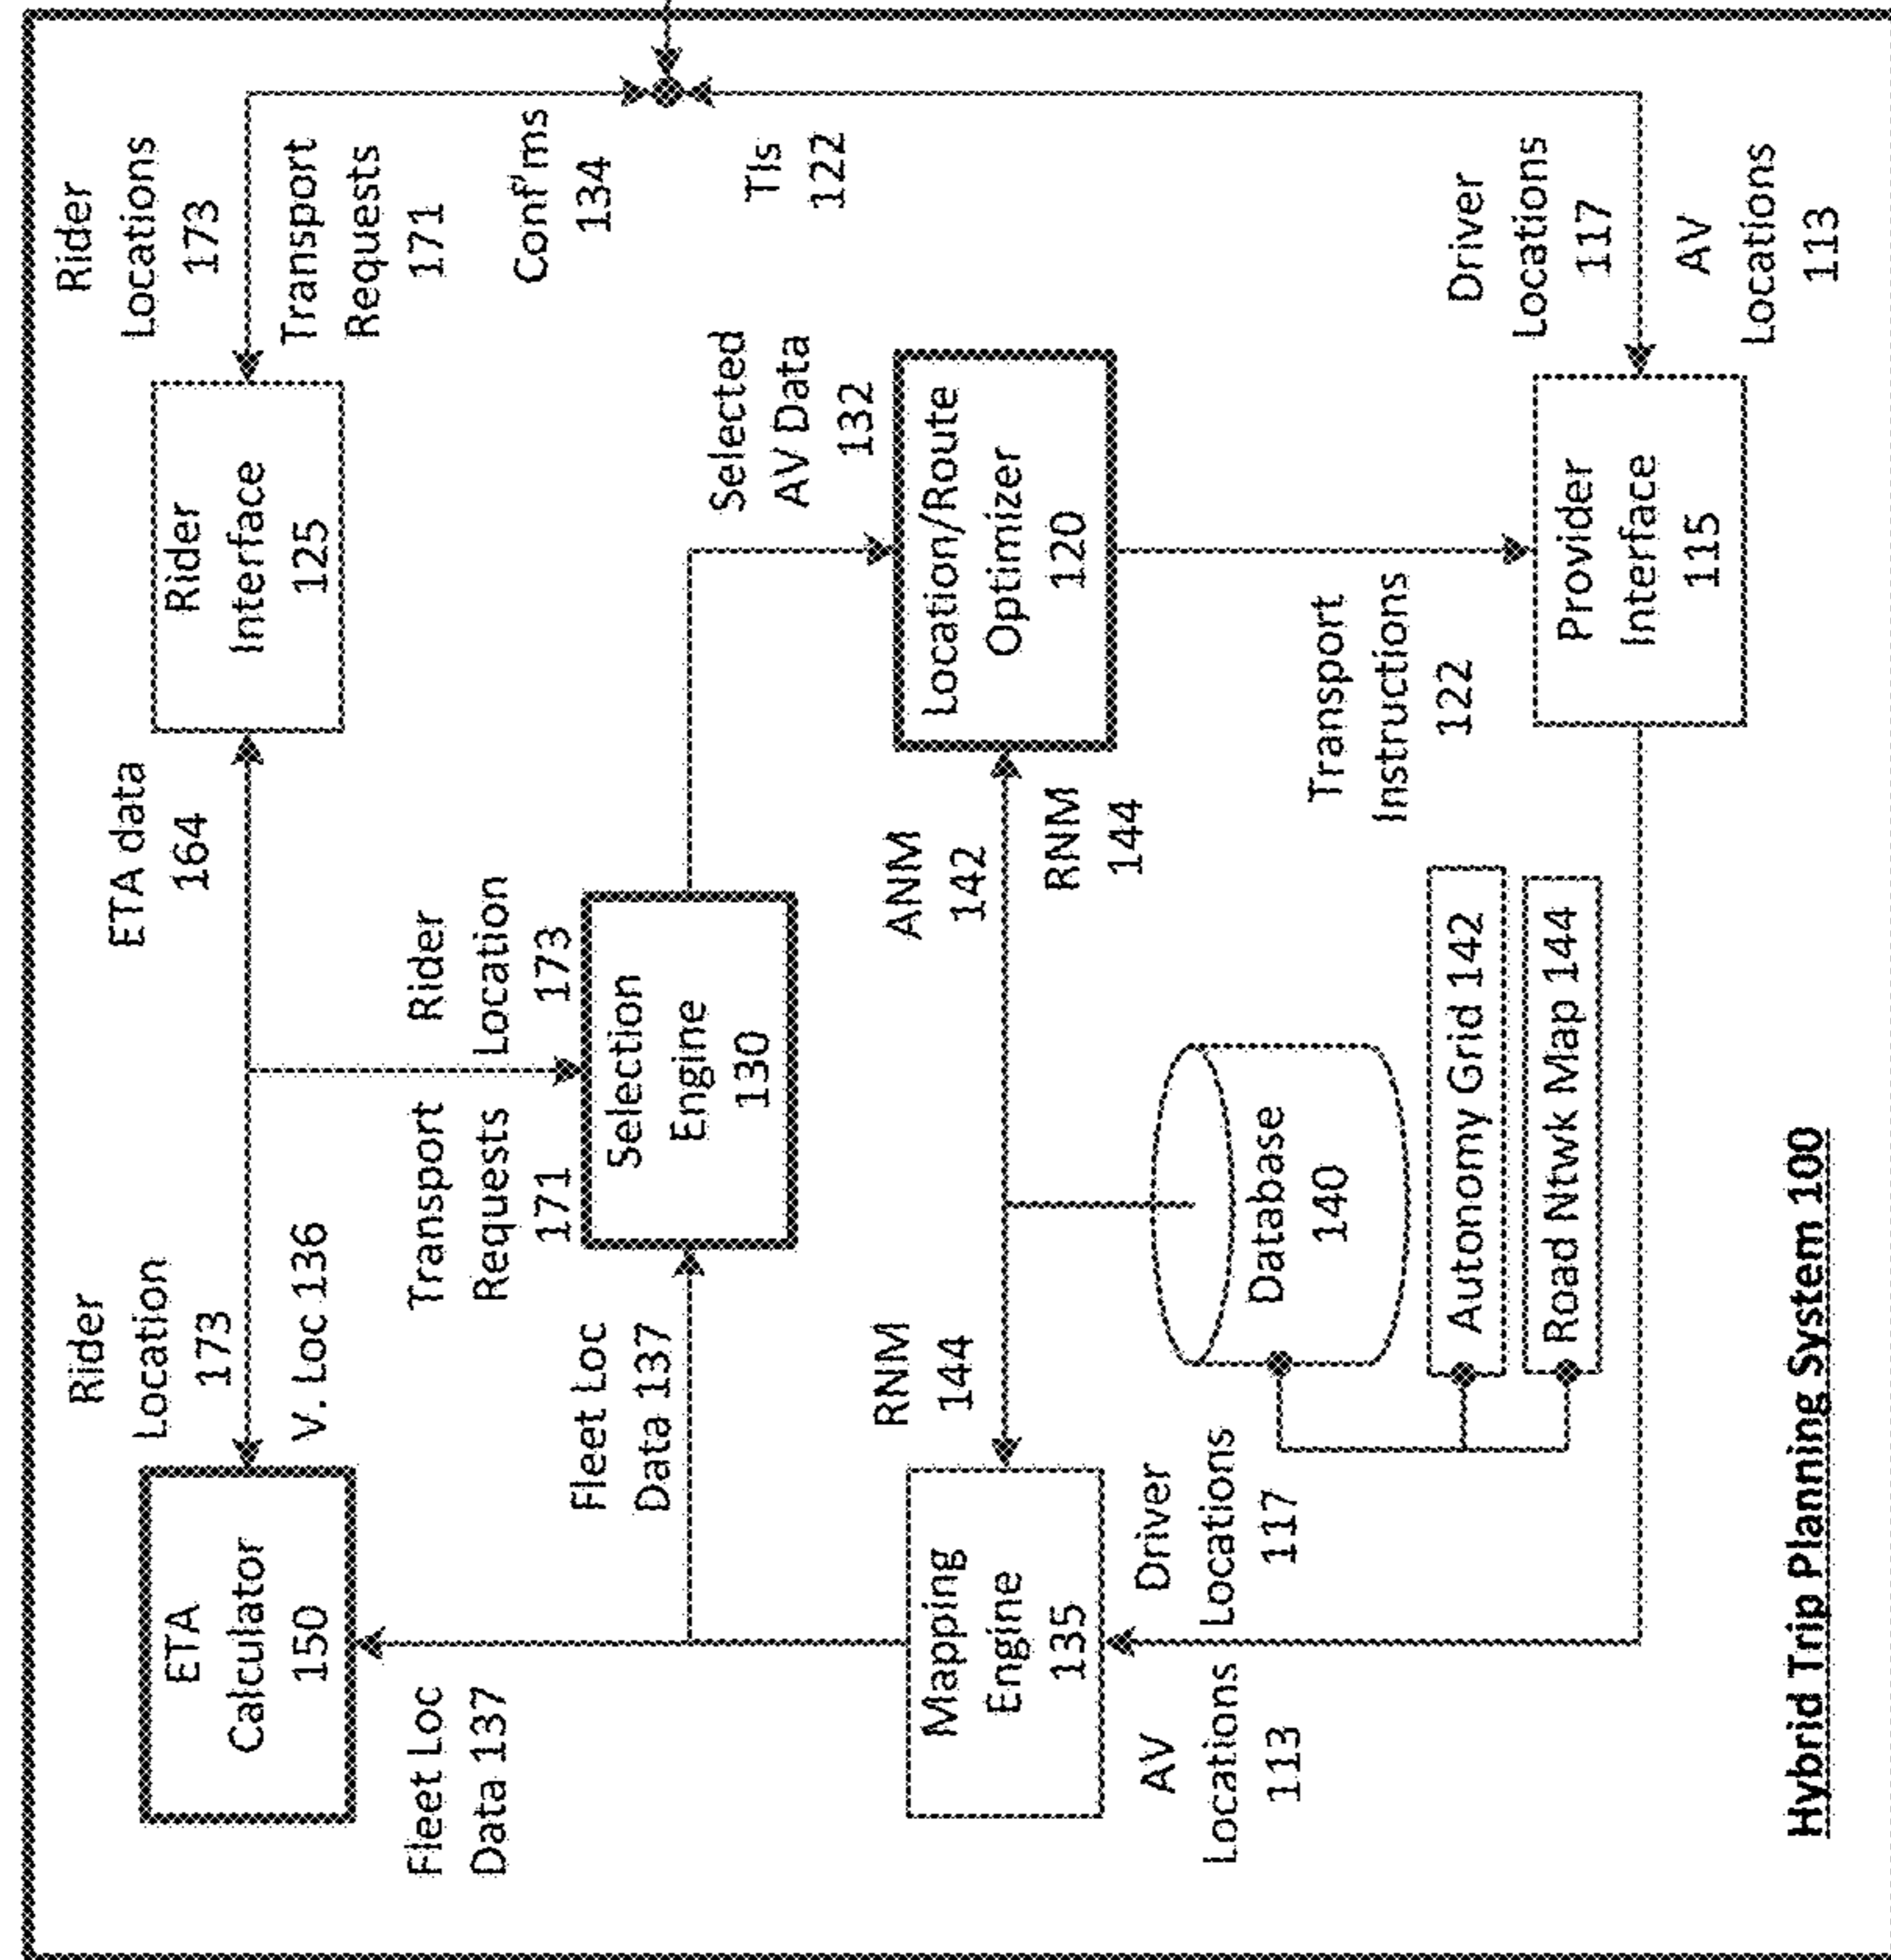 Rider
Location
173
ETA data
164
Rider
Locations
173
ETA
Calculator
150
V. Loc 136
Rider
Interface
125
Transport
Requests
171
Fleet Loc
Data 137
Transport
Requests
171
Rider
Location
173
Conf'ms
134
Fleet Loc
Data 137
Selection
Engine
130
Selected
AV Data
132
TIs
122
RNM
144
ANM
142
Mapping
Engine
135
RNM
144
Location/Route
Optimizer
120
AV
Locations
113
Driver
Locations
117
Database
140
Transport
Instructions
122
Driver
Locations
117
Autonomy Grid 142
Road Ntwk Map 144
Provider
Interface
115
AV
Locations
113
Hybrid Trip Planning System 100